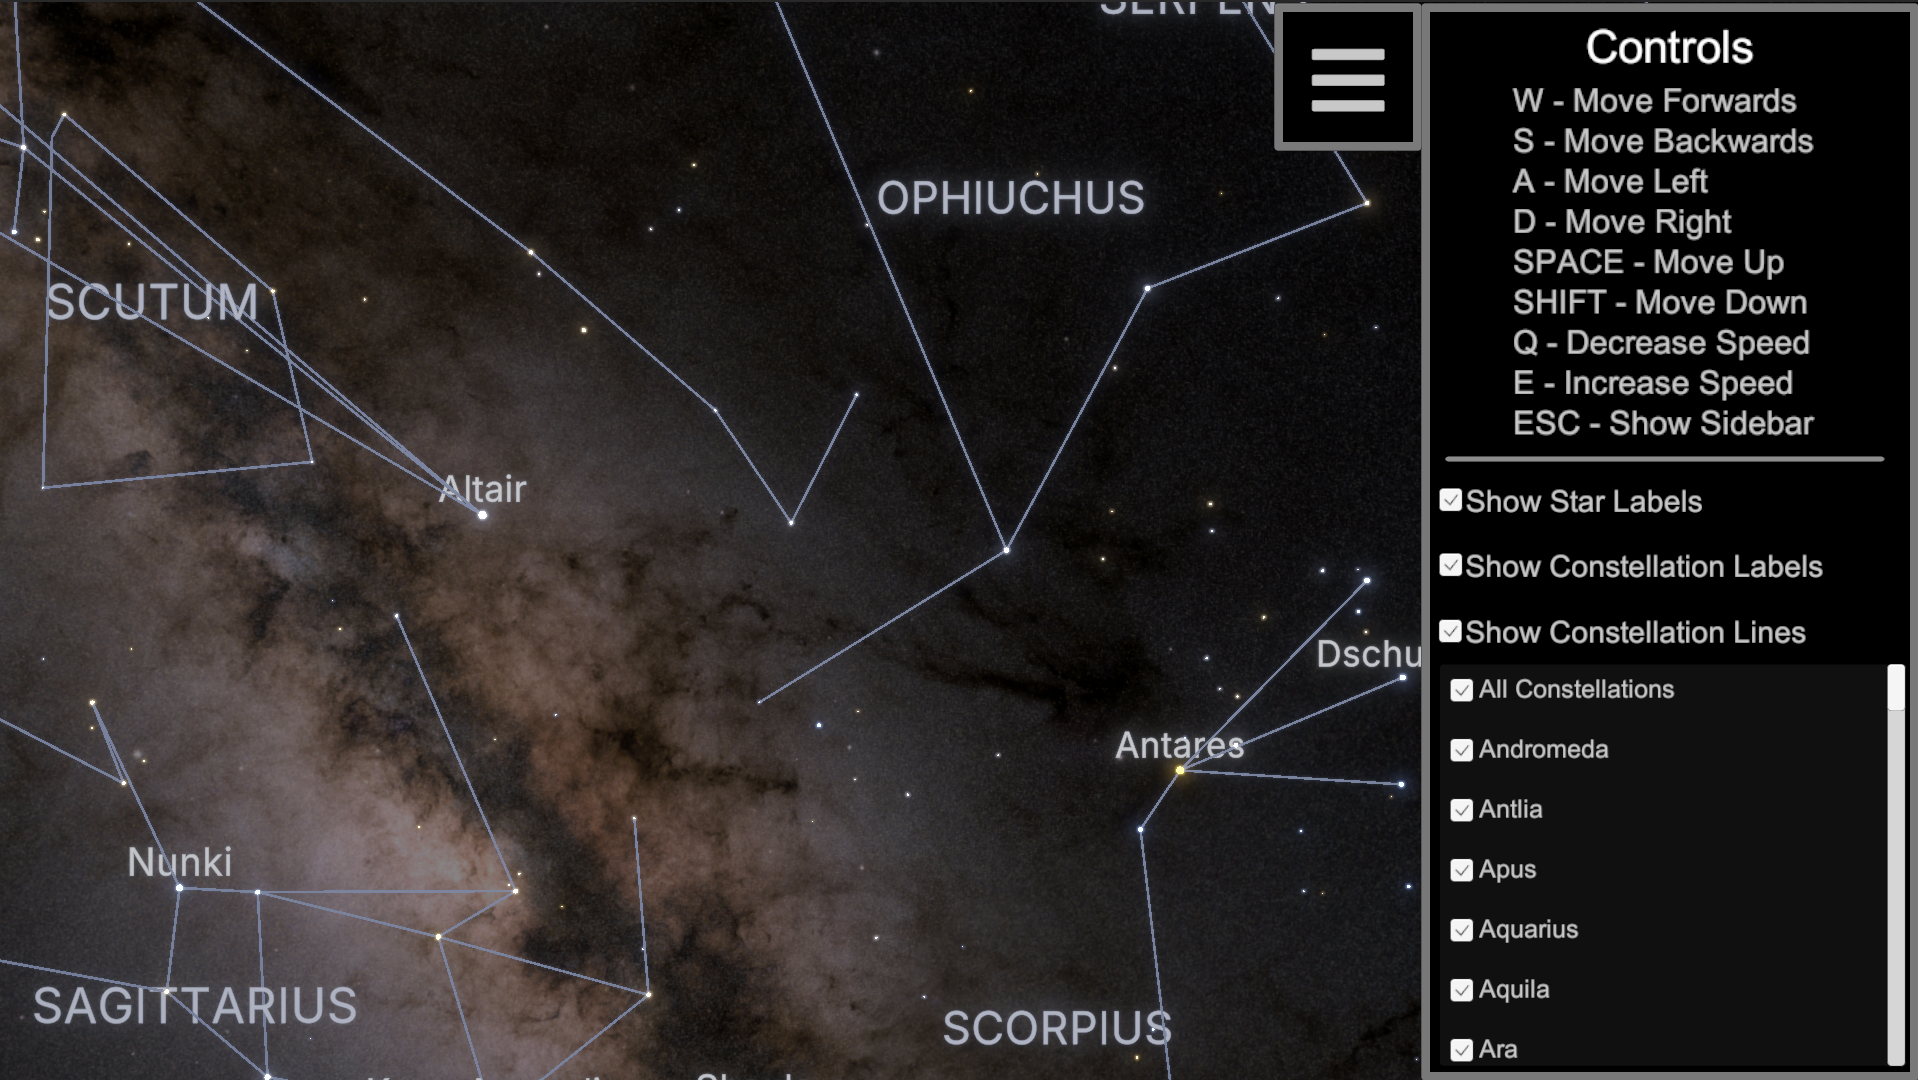 OPHIUCHUS
SCUTUM
Altair
Dschu
Antares
Nunki
SAGITTARIUS
SCORPIUS
Controls
W - Move Forwards
S - Move Backwards
A - Move Left
D - Move Right
SPACE - Move Up
SHIFT - Move Down
Q - Decrease Speed
E - Increase Speed
ESC - Show Sidebar
Show Star Labels
Show Constellation Labels
Show Constellation Lines
All Constellations
Andromeda
Antlia
Apus
Aquarius
Aquila
Ara